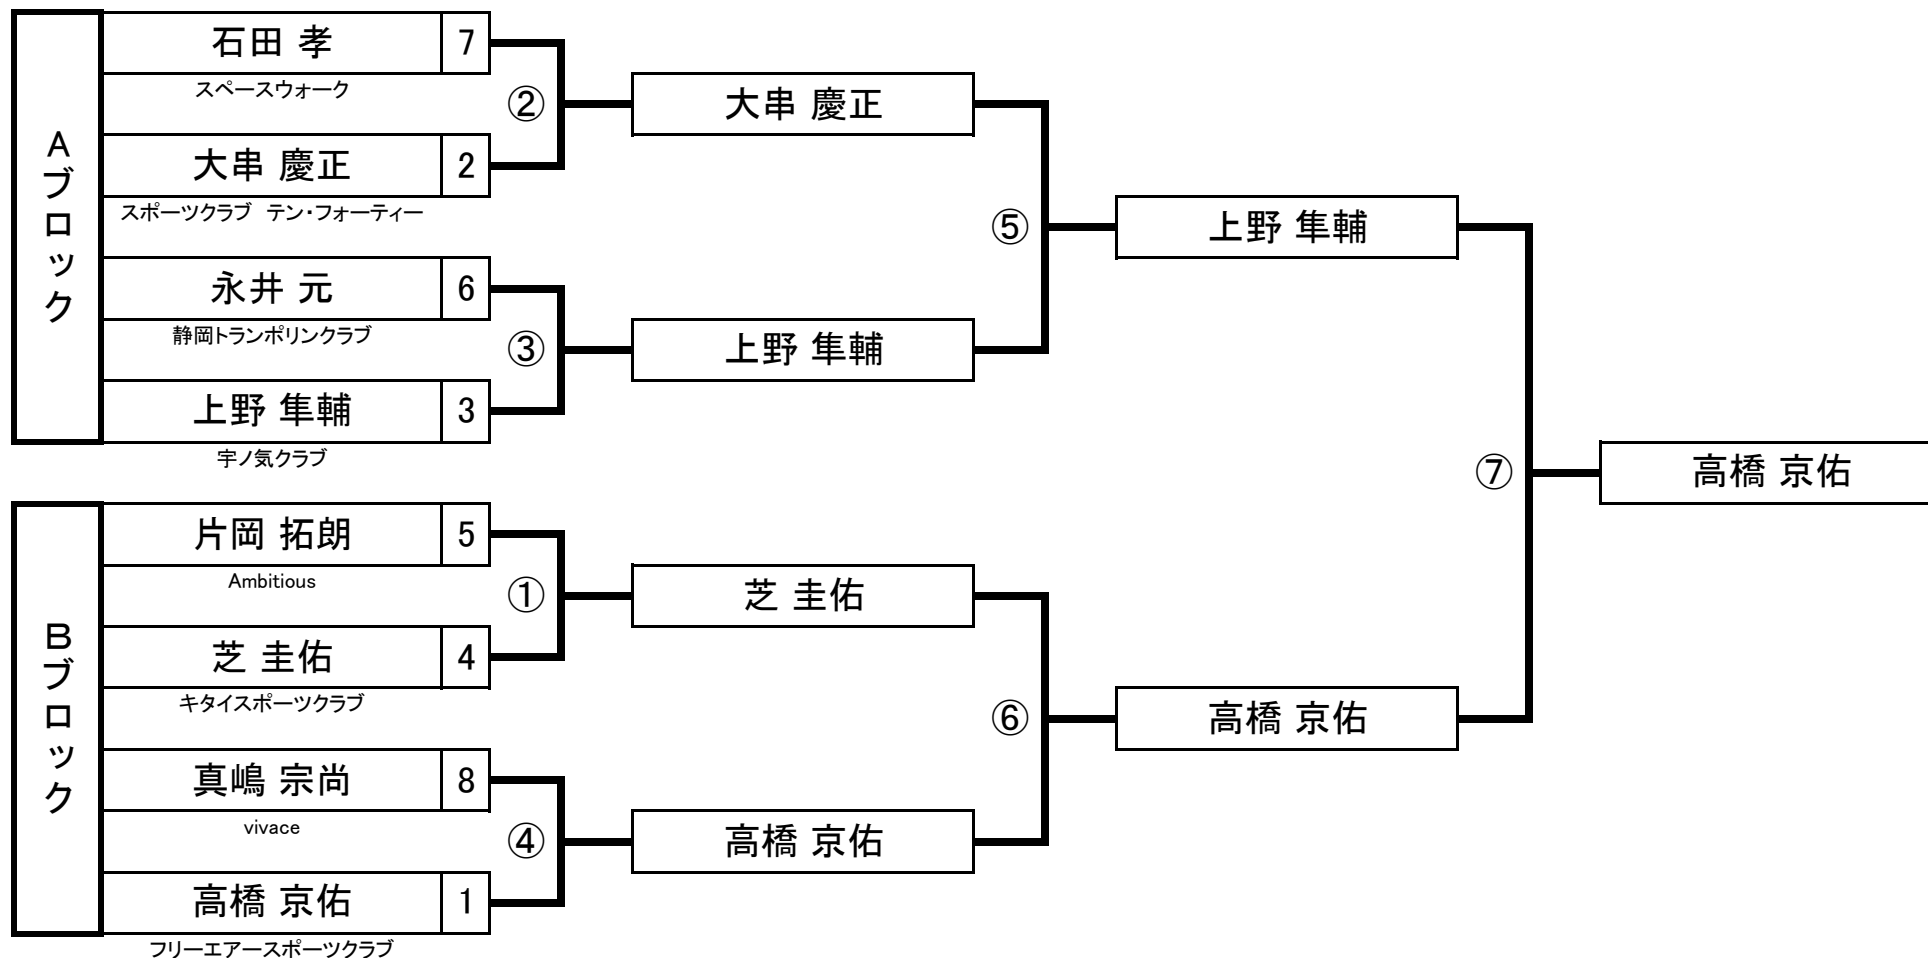 Aブロック
石田 孝 7
スペースウォーク
②
大串 慶正 2
スポーツクラブ テン・フォーティー
永井 元 6
静岡トランポリンクラブ
③
上野 隼輔 3
宇ノ気クラブ
Bブロック
片岡 拓朗 5
Ambitious
①
芝 圭佑 4
キタイスポーツクラブ
真嶋 宗尚 8
vivace
④
高橋 京佑 1
フリーエアースポーツクラブ
大串 慶正
⑤
上野 隼輔
芝 圭佑
⑥
高橋 京佑
上野 隼輔
⑦
高橋 京佑
高橋 京佑